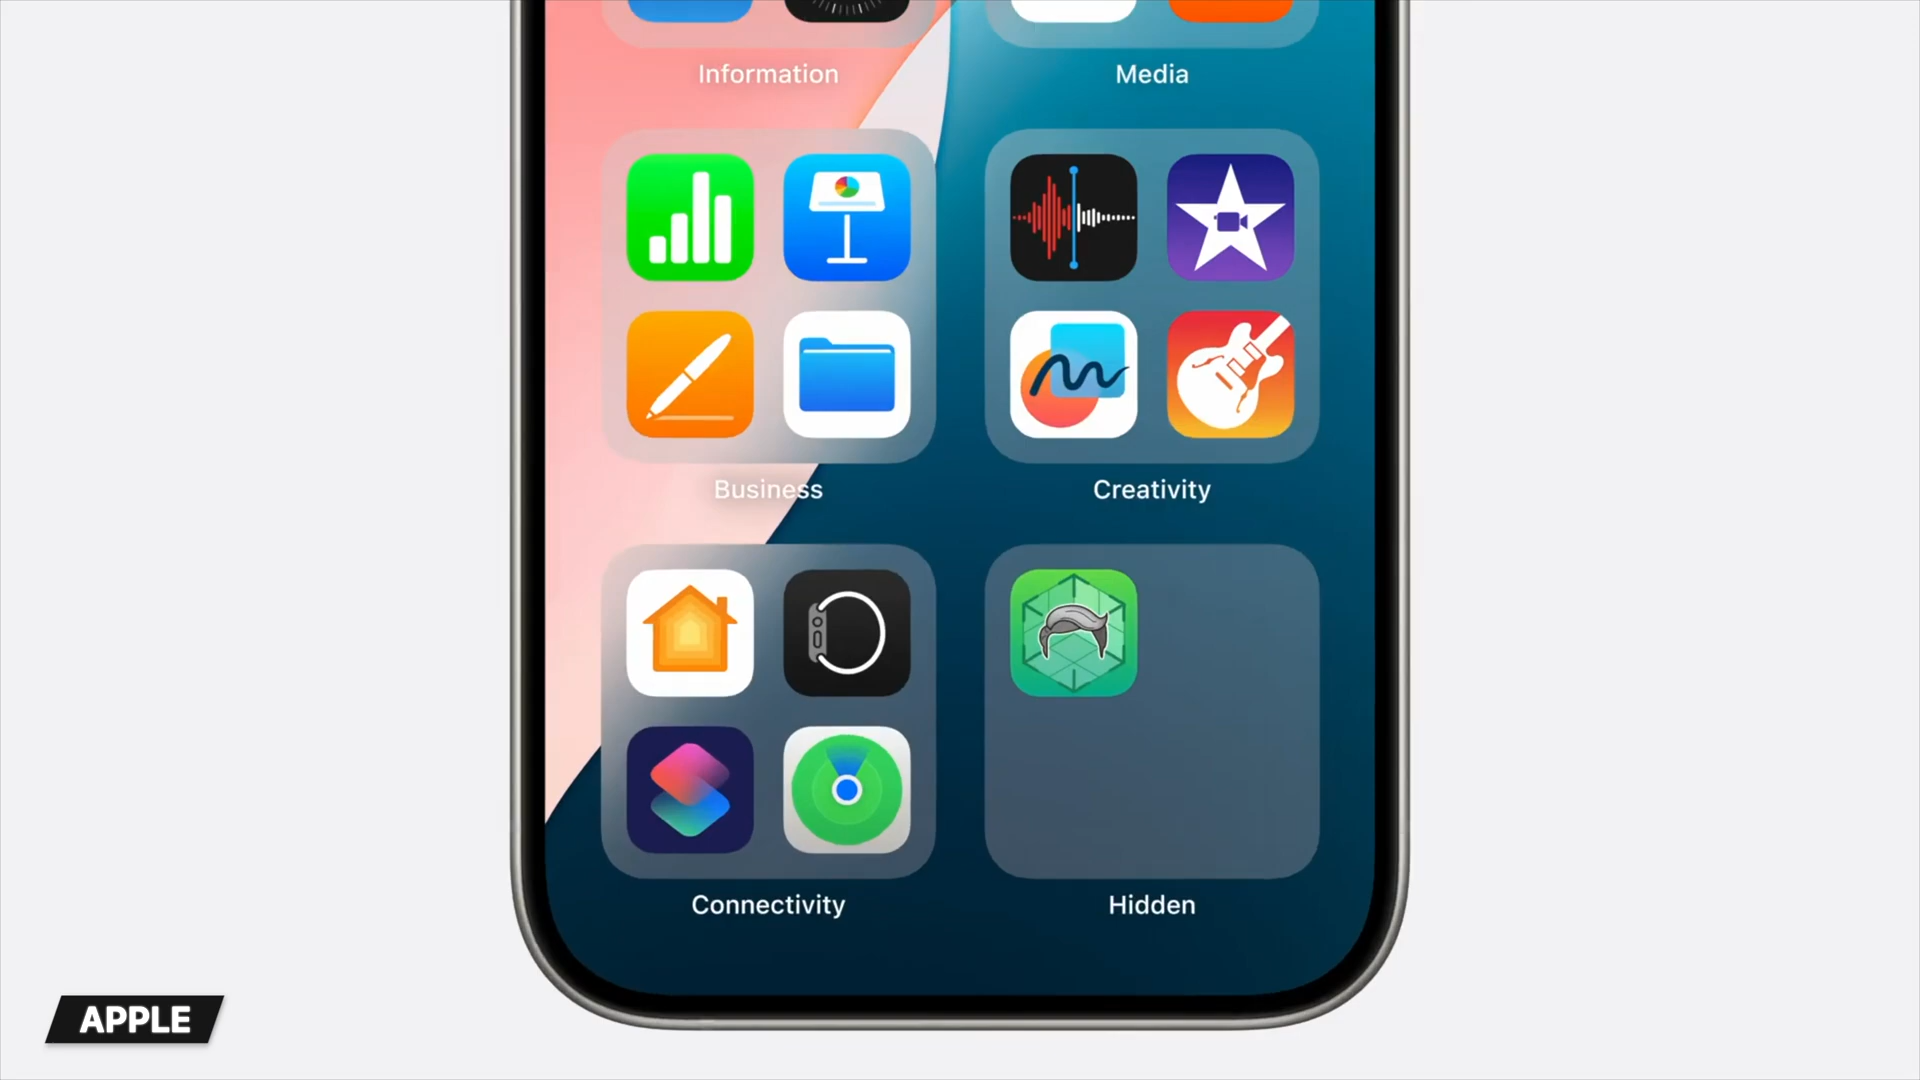 Information
Media
Business
Creativity
Connectivity
Hidden
APPLE